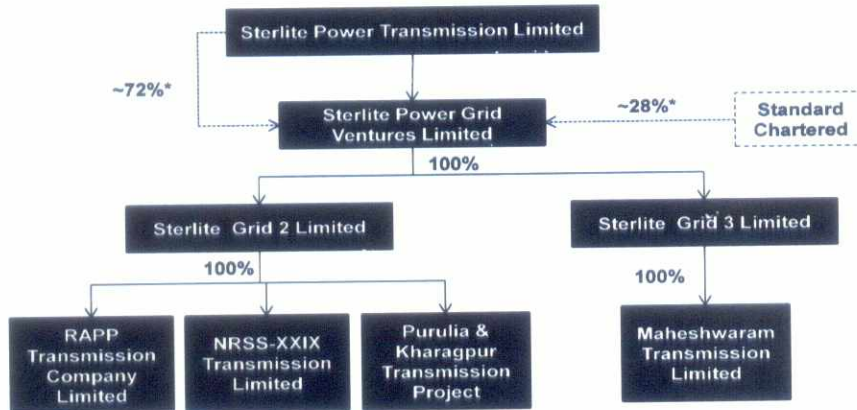 Sterlite Power Transmission Limited
~72%*
Sterlite Power Grid
Ventures Limited
~28%*
Standard
Chartered
100%
Sterlite Grid 2 Limited
Sterlite Grid 3 Limited
100%
100%
RAPP
Transmission
Company
Limited
NRSS-XXIX
Transmission
Limited
Purulia &
Kharagpur
Transmission
Project
Maheshwaram
Transmission
Limited